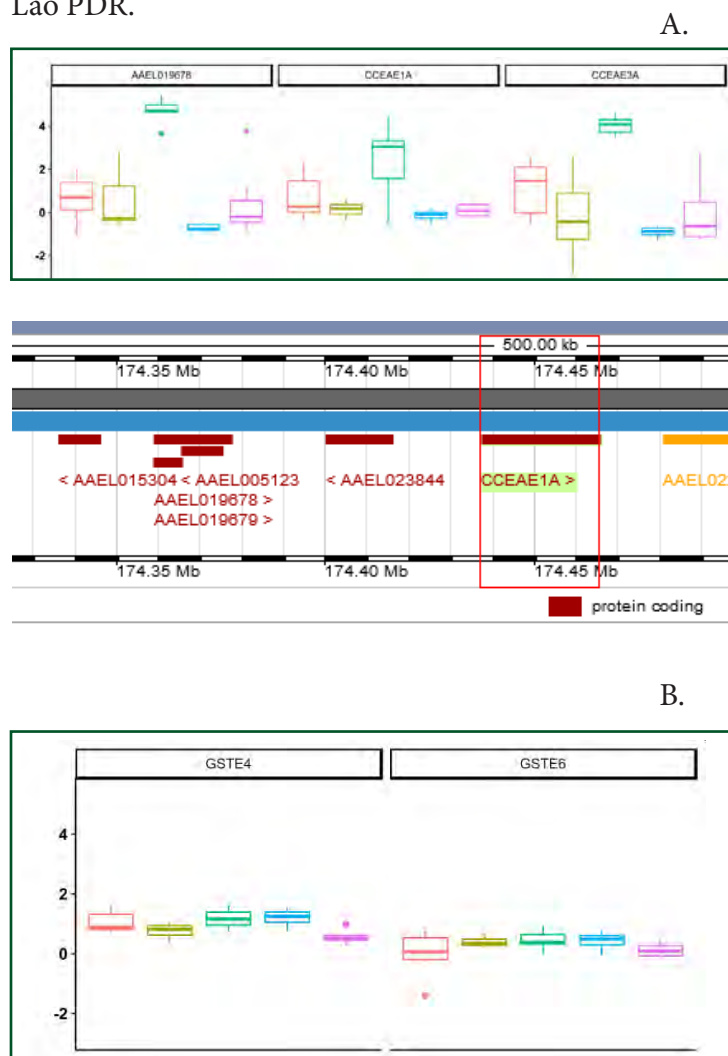 Lao PDR.
A.
AAEL019678 CCEAE1A CCEAE3A
4
2
0
-2
500.00 kb
174.35 Mb 174.40 Mb 174.45 Mb
< AAEL015304 < AAEL005123 < AAEL023844 CCEAE1A > AAEL02
AAEL019678 >
AAEL019679 >
174.35 Mb 174.40 Mb 174.45 Mb
protein coding
B.
GSTE4 GSTE6
4
2
0
-2